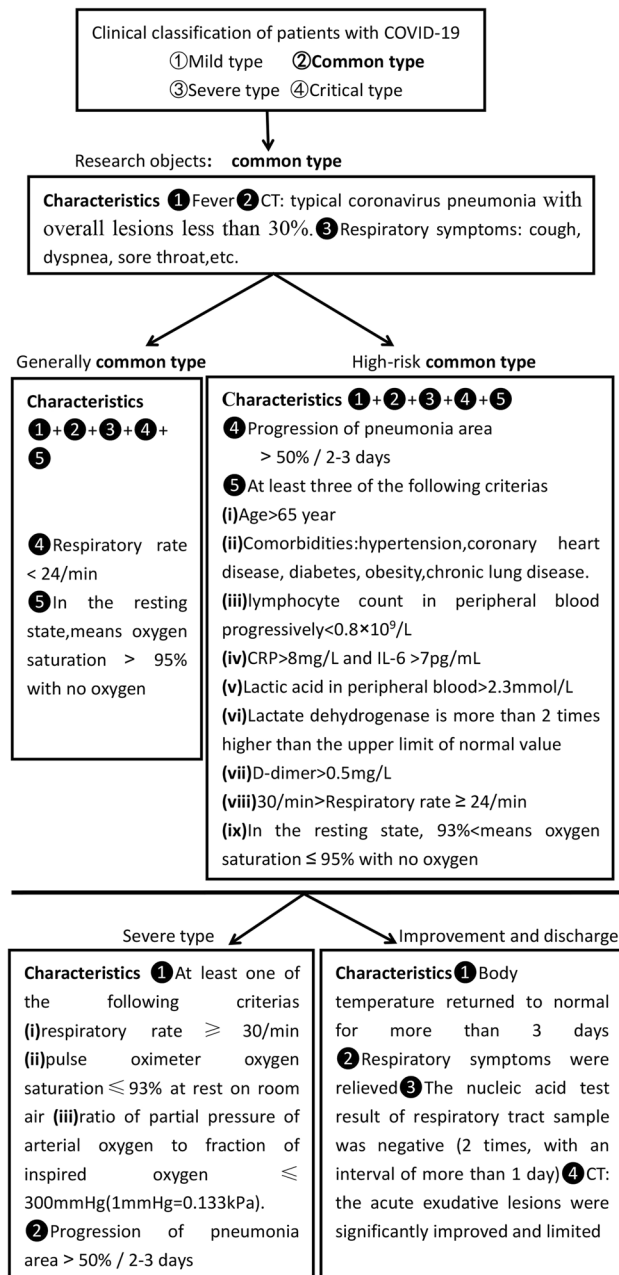 Clinical classification of patients with COVID-19
①Mild type ②Common type
③Severe type ④Critical type
Research objects: common type
Characteristics ❶Fever❷CT: typical coronavirus pneumonia with
overall lesions less than 30%.❸Respiratory symptoms: cough,
dyspnea, sore throat,etc.
Generally common type
Characteristics
❶+❷+❸+❹+
❺
❹Respiratory rate
< 24/min
❺In the resting
state,means oxygen
saturation > 95%
with no oxygen
High-risk common type
Characteristics ❶+❷+❸+❹+❺
❹Progression of pneumonia area
> 50% / 2-3 days
❺At least three of the following criterias
(i)Age>65 year
(ii)Comorbidities:hypertension,coronary heart
disease, diabetes, obesity,chronic lung disease.
(iii)lymphocyte count in peripheral blood
progressively<0.8×10⁹/L
(iv)CRP>8mg/L and IL-6 >7pg/mL
(v)Lactic acid in peripheral blood>2.3mmol/L
(vi)Lactate dehydrogenase is more than 2 times
higher than the upper limit of normal value
(vii)D-dimer>0.5mg/L
(viii)30/min>Respiratory rate ≥ 24/min
(ix)In the resting state, 93%<means oxygen
saturation ≤ 95% with no oxygen
Severe type
Characteristics ❶At least one of
the following criterias
(i)respiratory rate ≥ 30/min
(ii)pulse oximeter oxygen
saturation ≤ 93% at rest on room
air (iii)ratio of partial pressure of
arterial oxygen to fraction of
inspired oxygen ≤
300mmHg(1mmHg=0.133kPa).
❷Progression of pneumonia
area > 50% / 2-3 days
Improvement and discharge
Characteristics❶Body
temperature returned to normal
for more than 3 days
❷Respiratory symptoms were
relieved❸The nucleic acid test
result of respiratory tract sample
was negative (2 times, with an
interval of more than 1 day)❹CT:
the acute exudative lesions were
significantly improved and limited